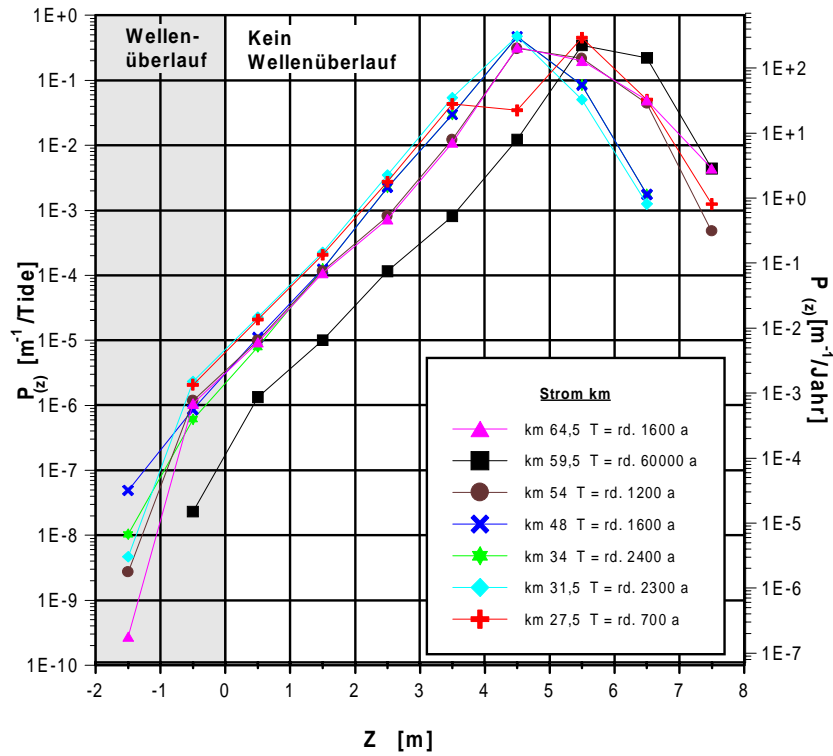 Wellen-
überlauf
Kein
Wellenüberlauf
1E+0
1E-1
1E-2
1E-3
1E-4
1E-5
1E-6
1E-7
1E-8
1E-9
1E-10
P(z) [m-1/Tide]
1E+2
1E+1
1E+0
1E-1
1E-2
1E-3
1E-4
1E-5
1E-6
1E-7
P (z) [m-1/Jahr]
Strom km
km 64,5 T = rd. 1600 a
km 59,5 T = rd. 60000 a
km 54 T = rd. 1200 a
km 48 T = rd. 1600 a
km 34 T = rd. 2400 a
km 31,5 T = rd. 2300 a
km 27,5 T = rd. 700 a
-2 -1 0 1 2 3 4 5 6 7 8
Z [m]